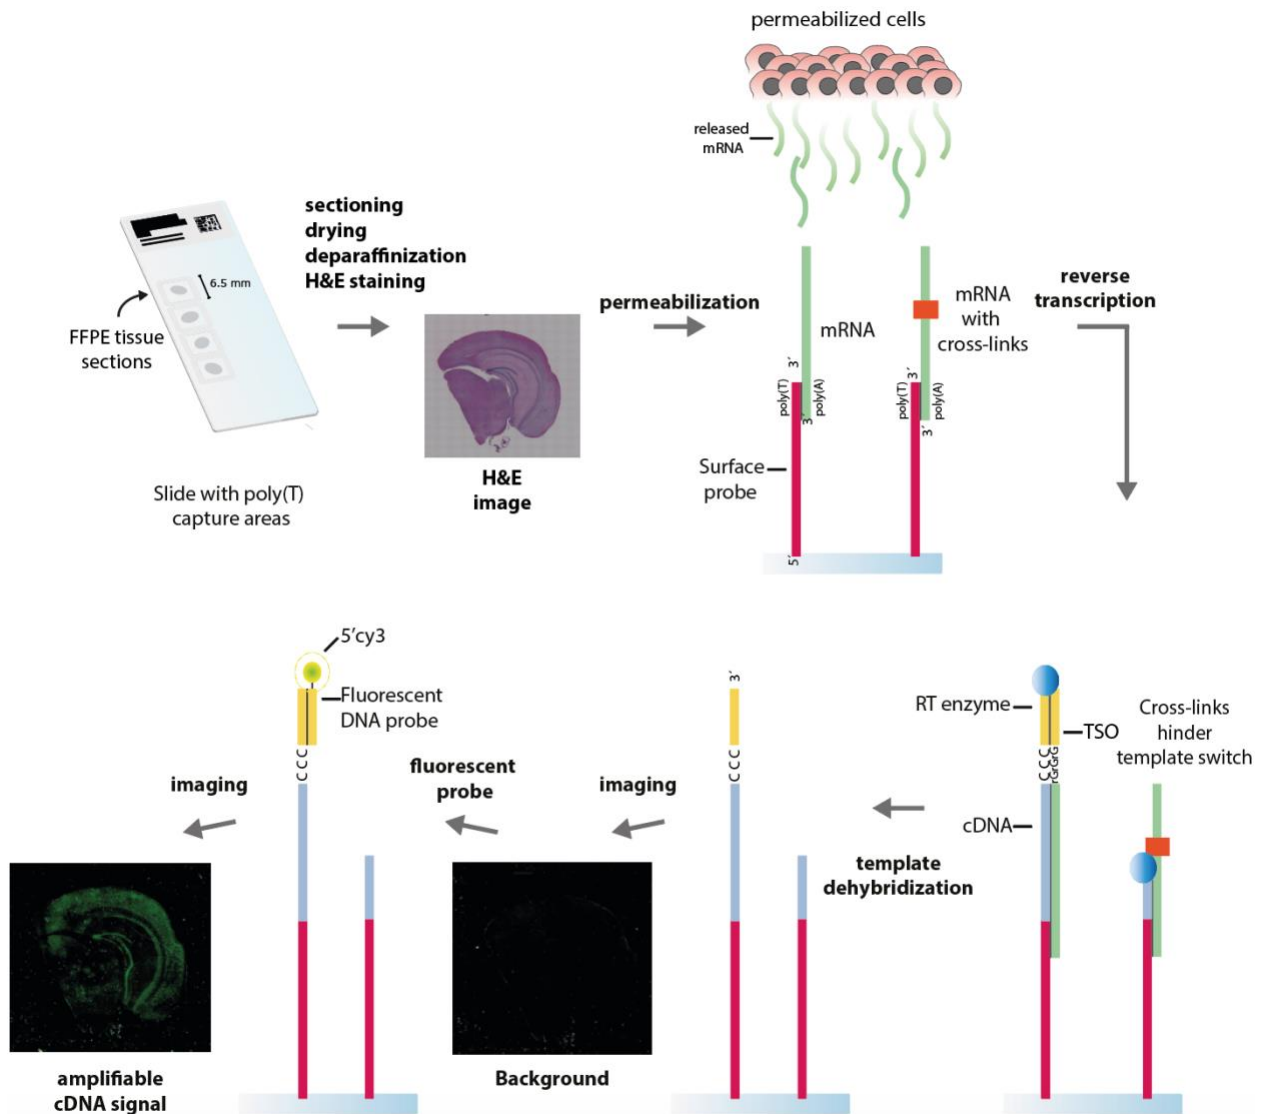 permeabilized cells
released
mRNA
sectioning
drying
deparaffinization
H&E staining
6.5 mm
FFPE tissue
sections
Slide with poly(T)
capture areas
H&E
image
permeabilization
mRNA
mRNA
with
cross-links
3´
poly(T)
poly(A)
3´
3´
poly(T)
poly(A)
3´
Surface
probe
5´
reverse
transcription
5'cy3
Fluorescent
DNA probe
C C C
imaging
fluorescent
probe
amplifiable
cDNA signal
imaging
Background
3´
C C C
template
dehybridization
RT enzyme
TSO
CCC
rGrGrG
cDNA
Cross-links
hinder
template switch